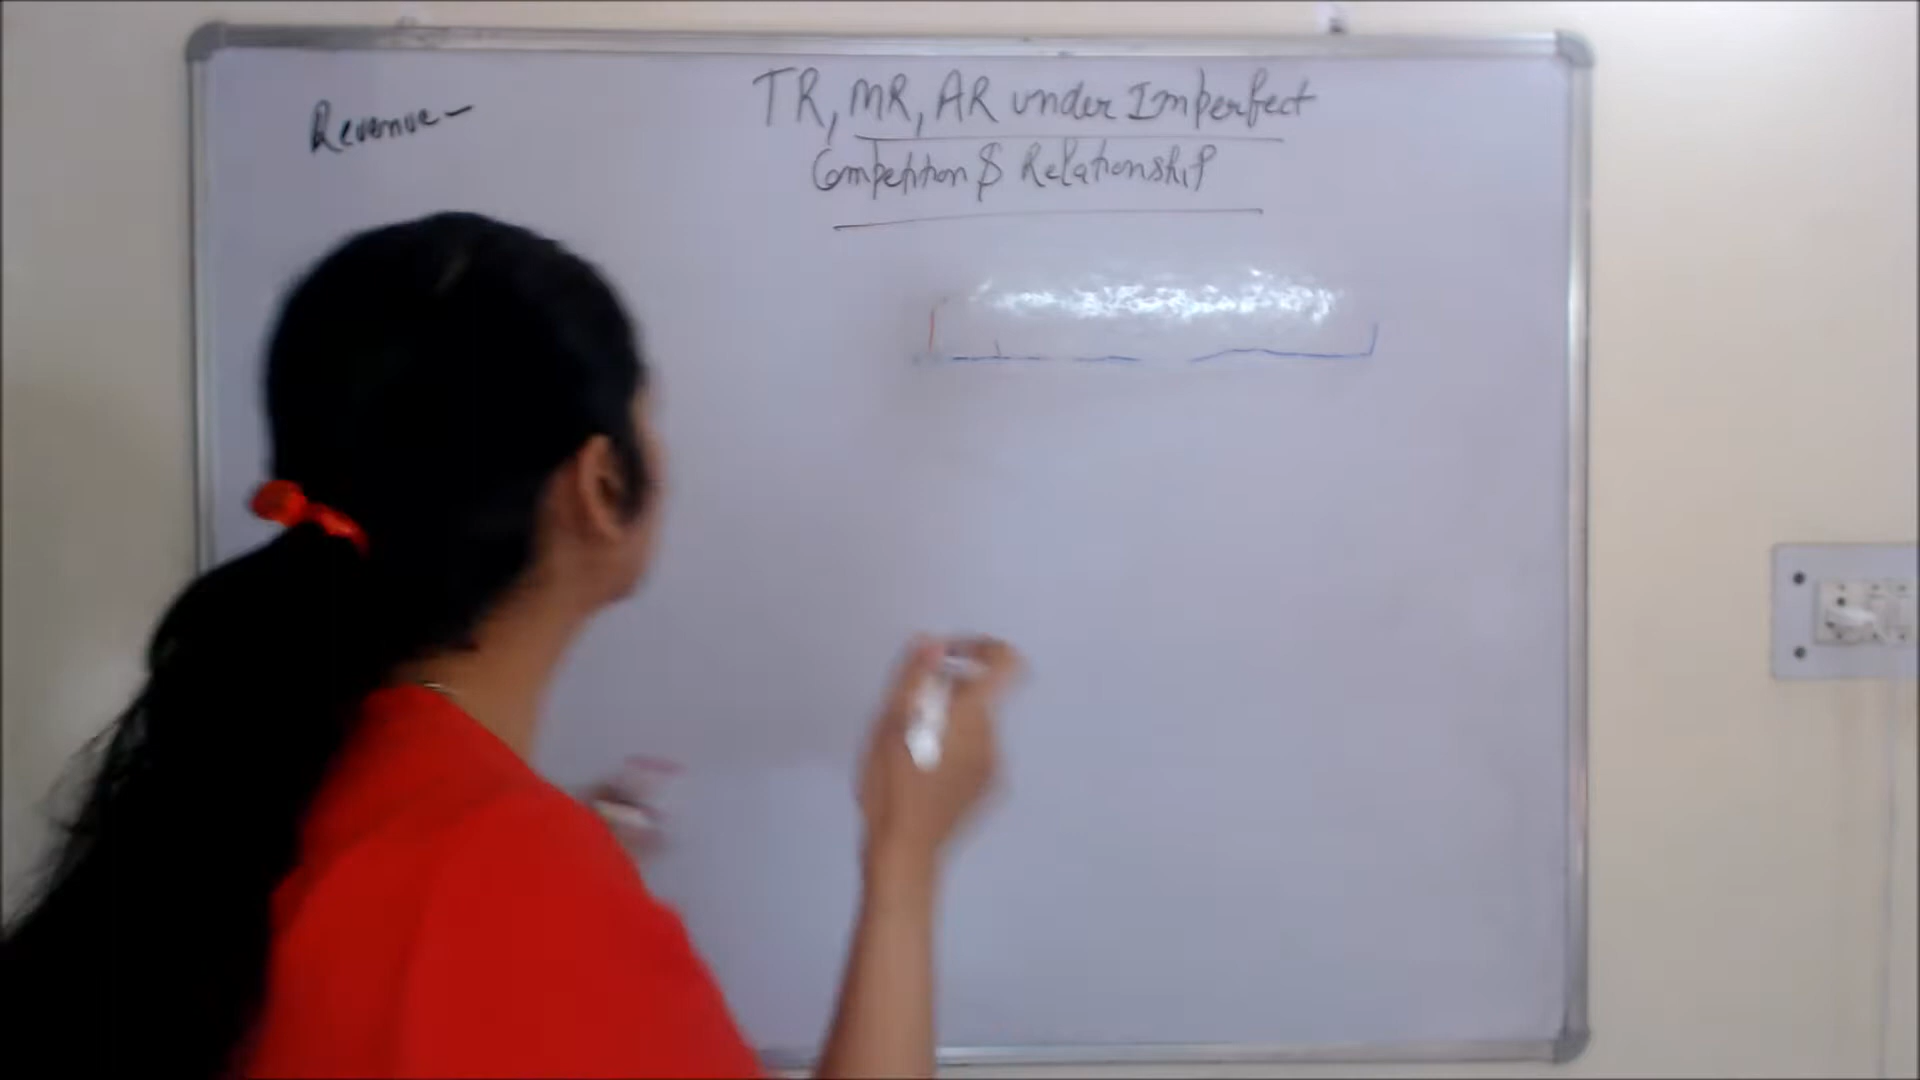 Revenue-
TR, MR, AR under Imperfect
Competition & Relationship